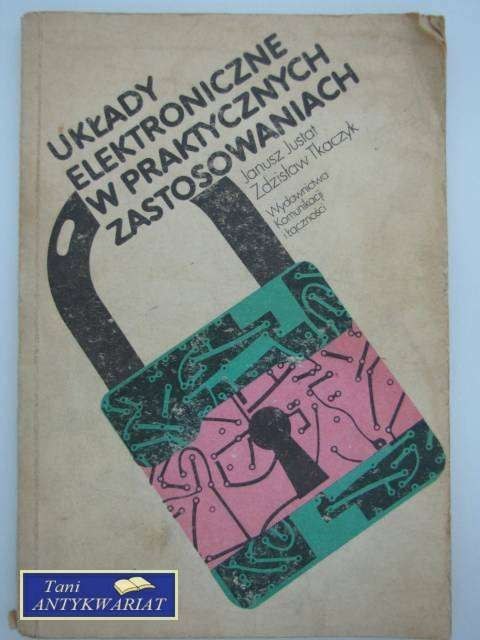 UKŁADY
ELEKTRONICZNE
W PRAKTYCZNYCH
ZASTOSOWANIACH
Janusz Justat
Zdzisław Tkaczyk
Wydawnictwa
Komunikacji
i Łączności
Tani
ANTYKWARIAT